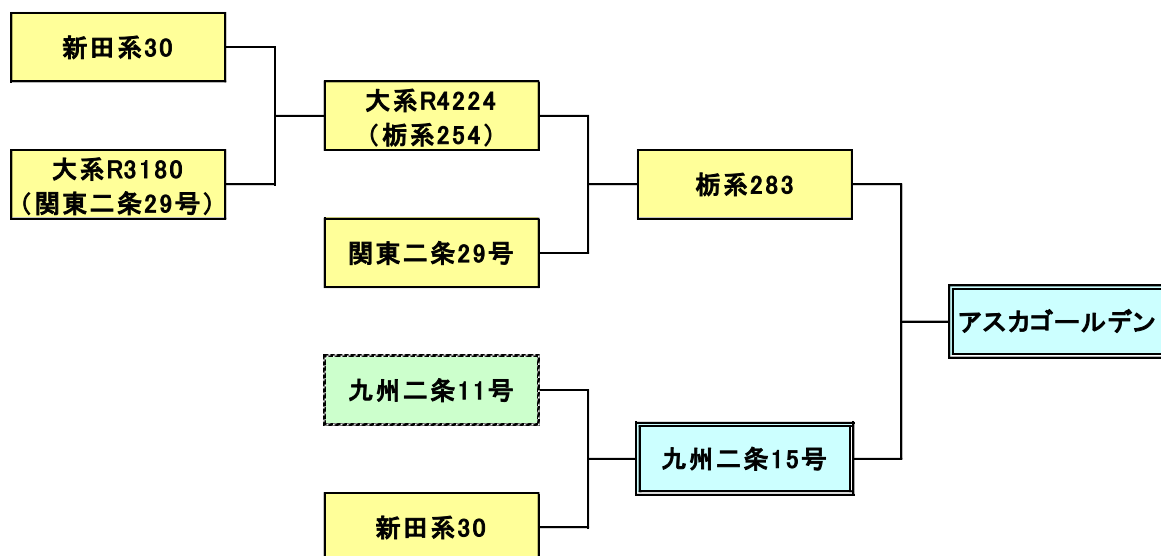 新田系30
大系R3180
（関東二条29号）
大系R4224
（栃系254）
関東二条29号
九州二条11号
新田系30
栃系283
九州二条15号
アスカゴールデン